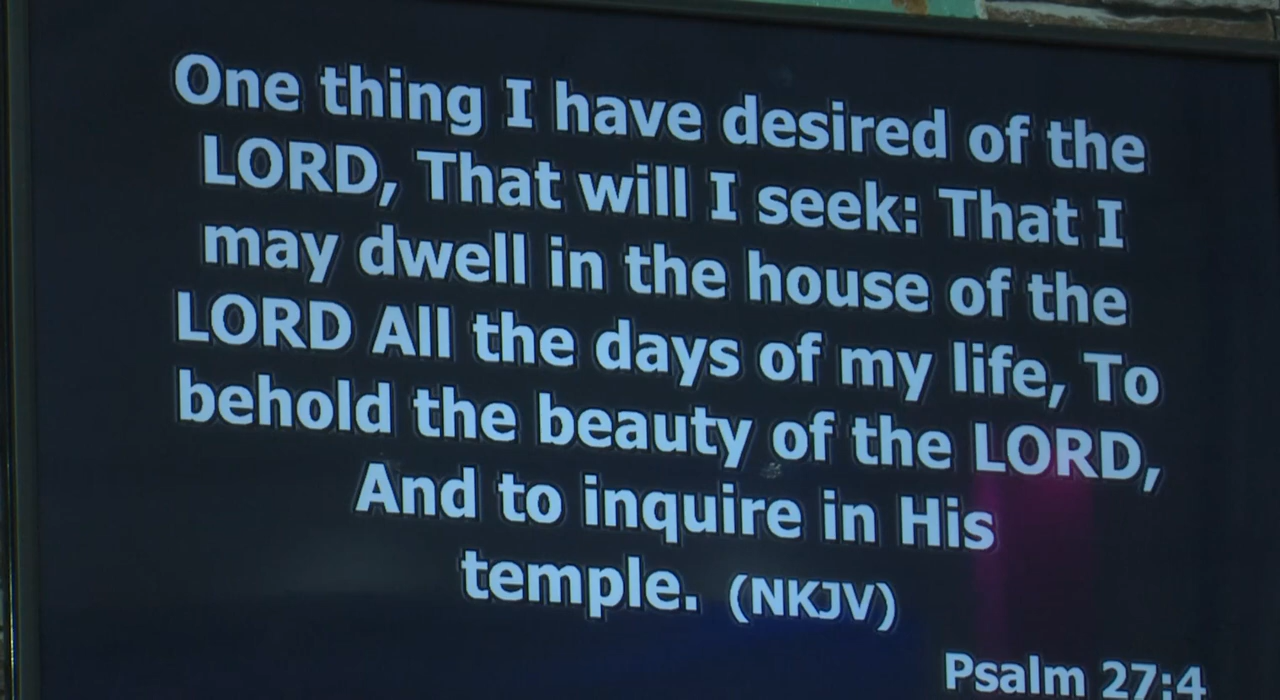 One thing I have desired of the
LORD, That will I seek: That I
may dwell in the house of the
LORD All the days of my life, To
behold the beauty of the LORD,
And to inquire in His
temple. (NKJV)
Psalm 27:4